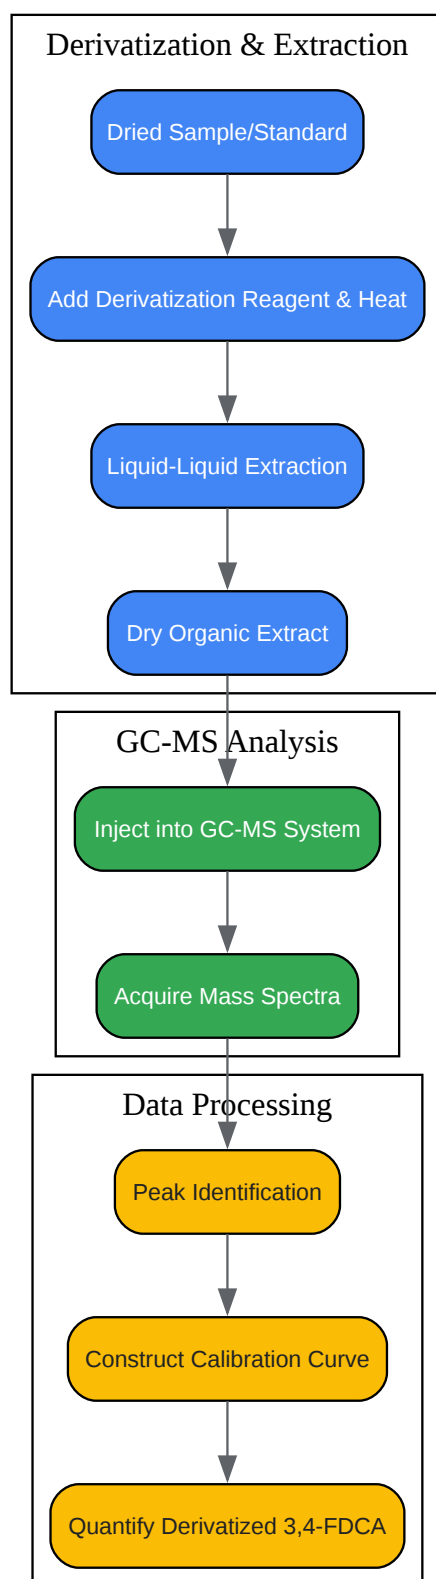 Derivatization & Extraction
Dried Sample/Standard
Add Derivatization Reagent & Heat
Liquid-Liquid Extraction
Dry Organic Extract
GC-MS Analysis
Inject into GC-MS System
Acquire Mass Spectra
Data Processing
Peak Identification
Construct Calibration Curve
Quantify Derivatized 3,4-FDCA